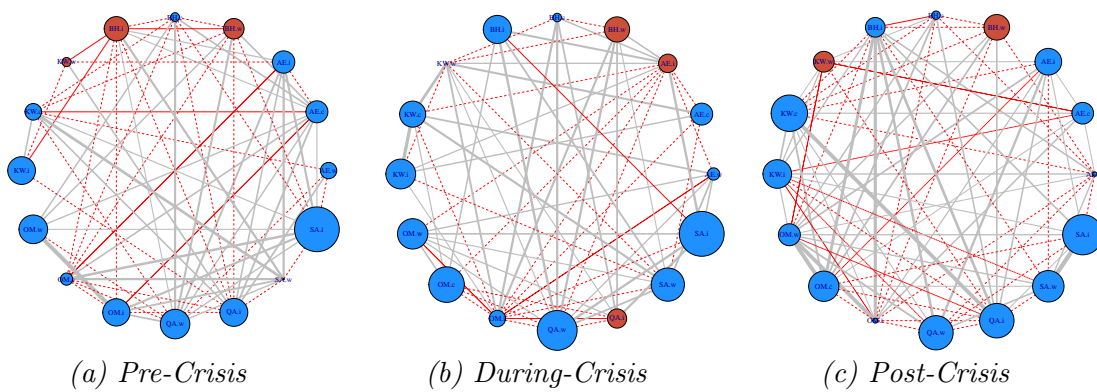 BH.i
BH.w
AE.i
AE.c
AE.w
SA.i
SA.w
QA.i
QA.w
OM.i
OM.w
KW.i
KW.c
KW.w
(a) Pre-Crisis
BH.i
BH.w
AE.i
AE.c
AE.w
SA.i
SA.w
QA.i
QA.w
OM.c
OM.w
KW.i
KW.c
(b) During-Crisis
BH.i
BH.w
AE.i
AE.c
SA.i
SA.w
QA.i
QA.w
OM.c
OM.w
KW.i
KW.c
KW.w
(c) Post-Crisis